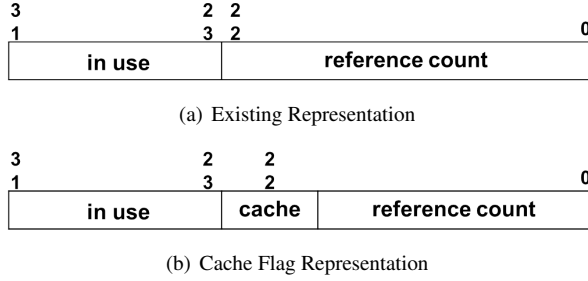 3 2 2
1 3 2 0
in use reference count
(a) Existing Representation
3 2 2
1 3 2 0
in use cache reference count
(b) Cache Flag Representation